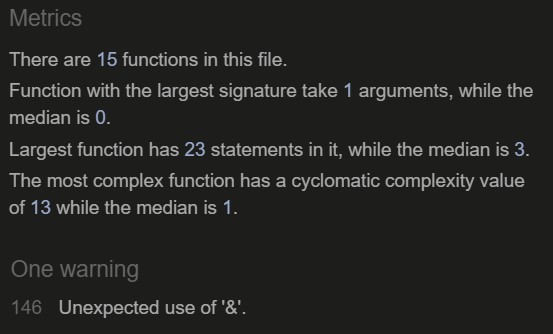 Metrics
There are 15 functions in this file.
Function with the largest signature take 1 arguments, while the
median is 0.
Largest function has 23 statements in it, while the median is 3.
The most complex function has a cyclomatic complexity value
of 13 while the median is 1.
One warning
146 Unexpected use of '&'.